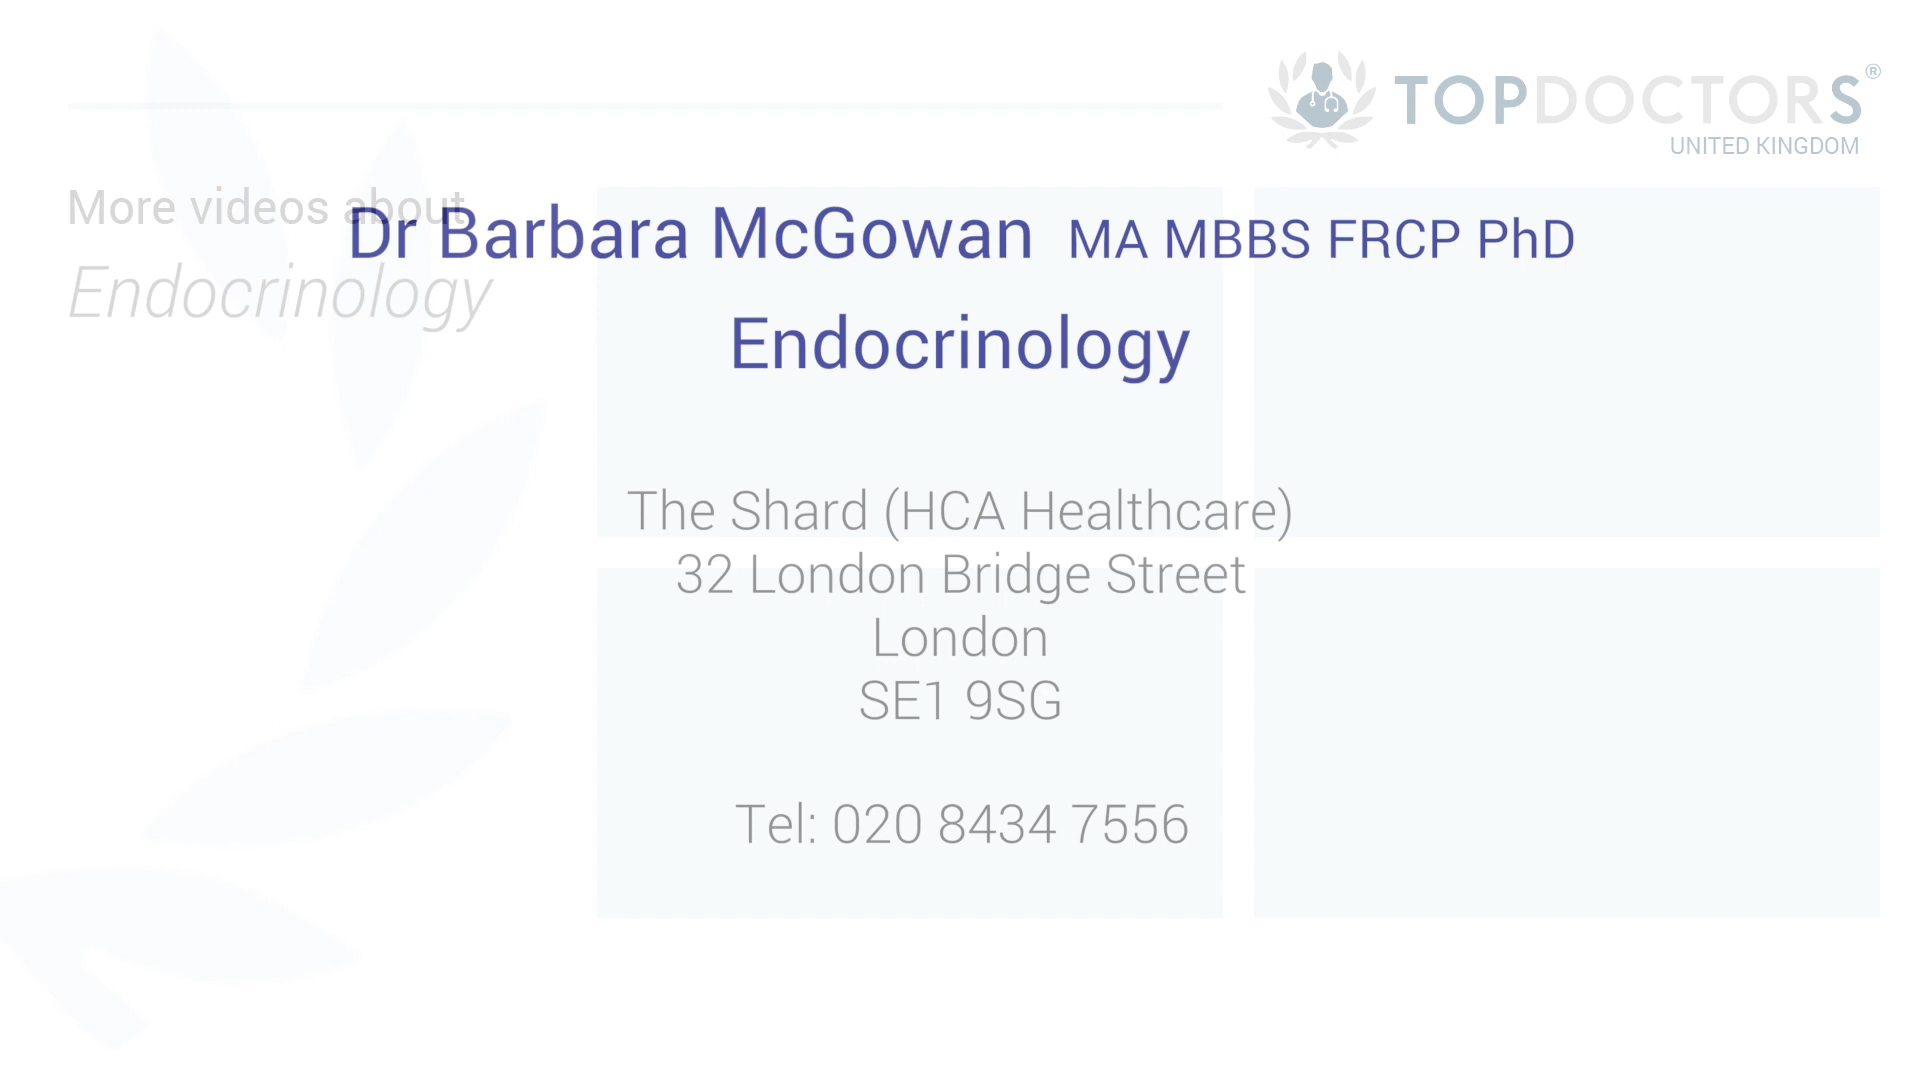 TOPDOCTORS®
UNITED KINGDOM
More videos about
Endocrinology
Dr Barbara McGowan MA MBBS FRCP PhD
Endocrinology
The Shard (HCA Healthcare)
32 London Bridge Street
London
SE1 9SG
Tel: 020 8434 7556